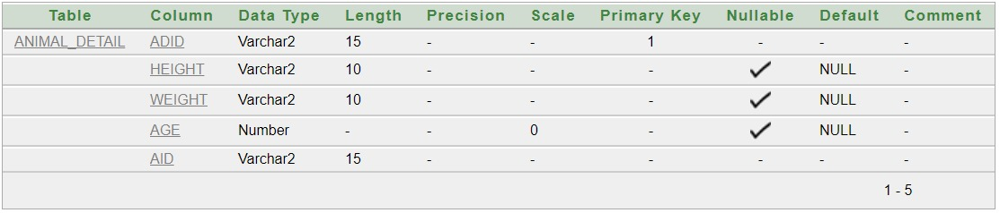 Table Column Data Type Length Precision Scale Primary Key Nullable Default Comment
ANIMAL_DETAIL ADID Varchar2 15 - - 1 - - -
HEIGHT Varchar2 10 - - - ✓ NULL -
WEIGHT Varchar2 10 - - - ✓ NULL -
AGE Number - - 0 - ✓ NULL -
AID Varchar2 15 - - - - - -
1 - 5